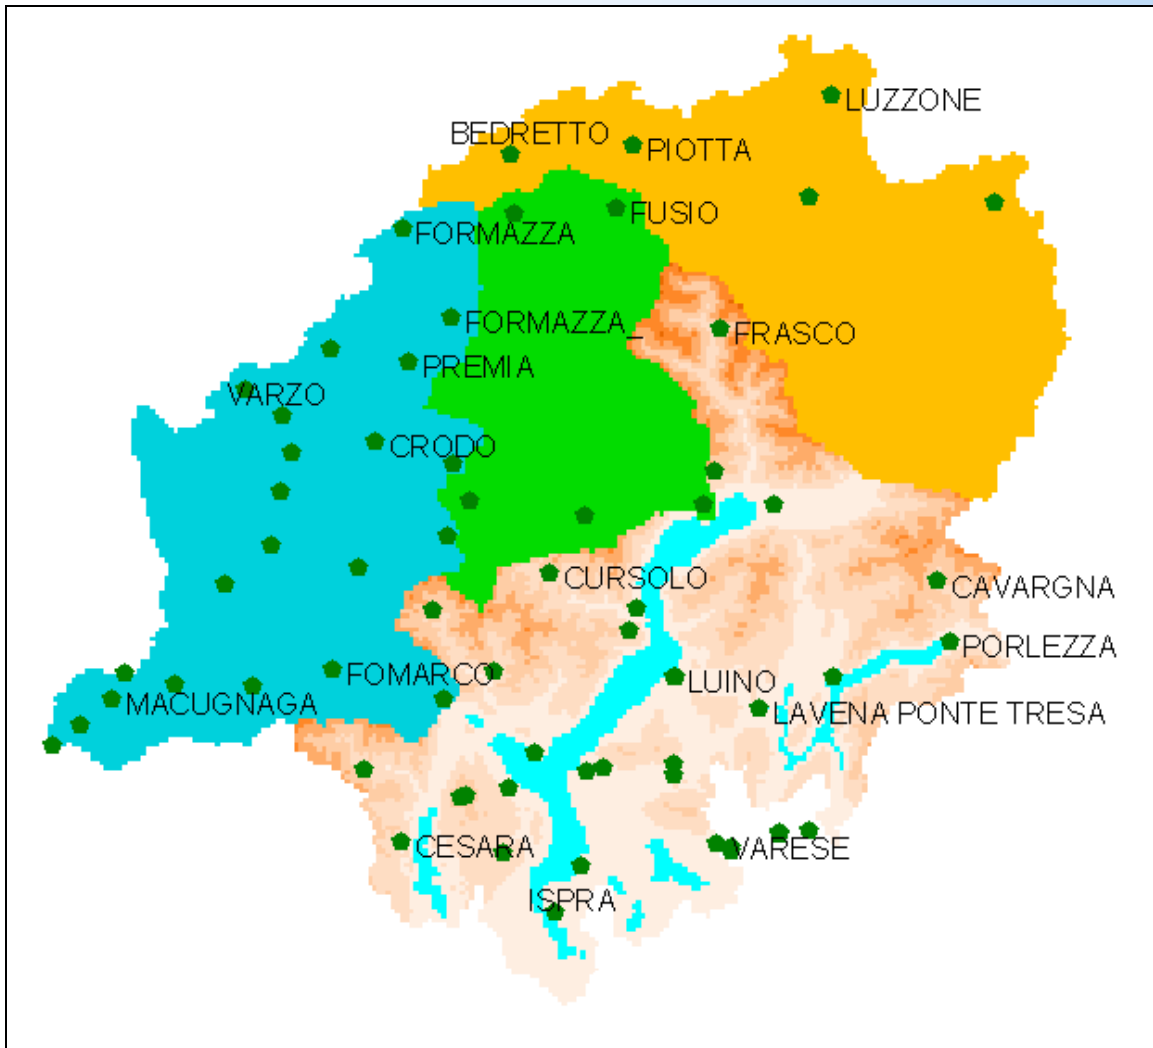 LUZZONE
BEDRETTO
PIOTTA
FUSIO
FORMAZZA
FORMAZZA_
FRASCO
PREMIA
VARZO
CRODO
CURSOLO
CAVARGNA
PORLEZZA
FOMARCO
LUINO
MACUGNAGA
LAVENA PONTE TRESA
CESARA
VARESE
ISPRA